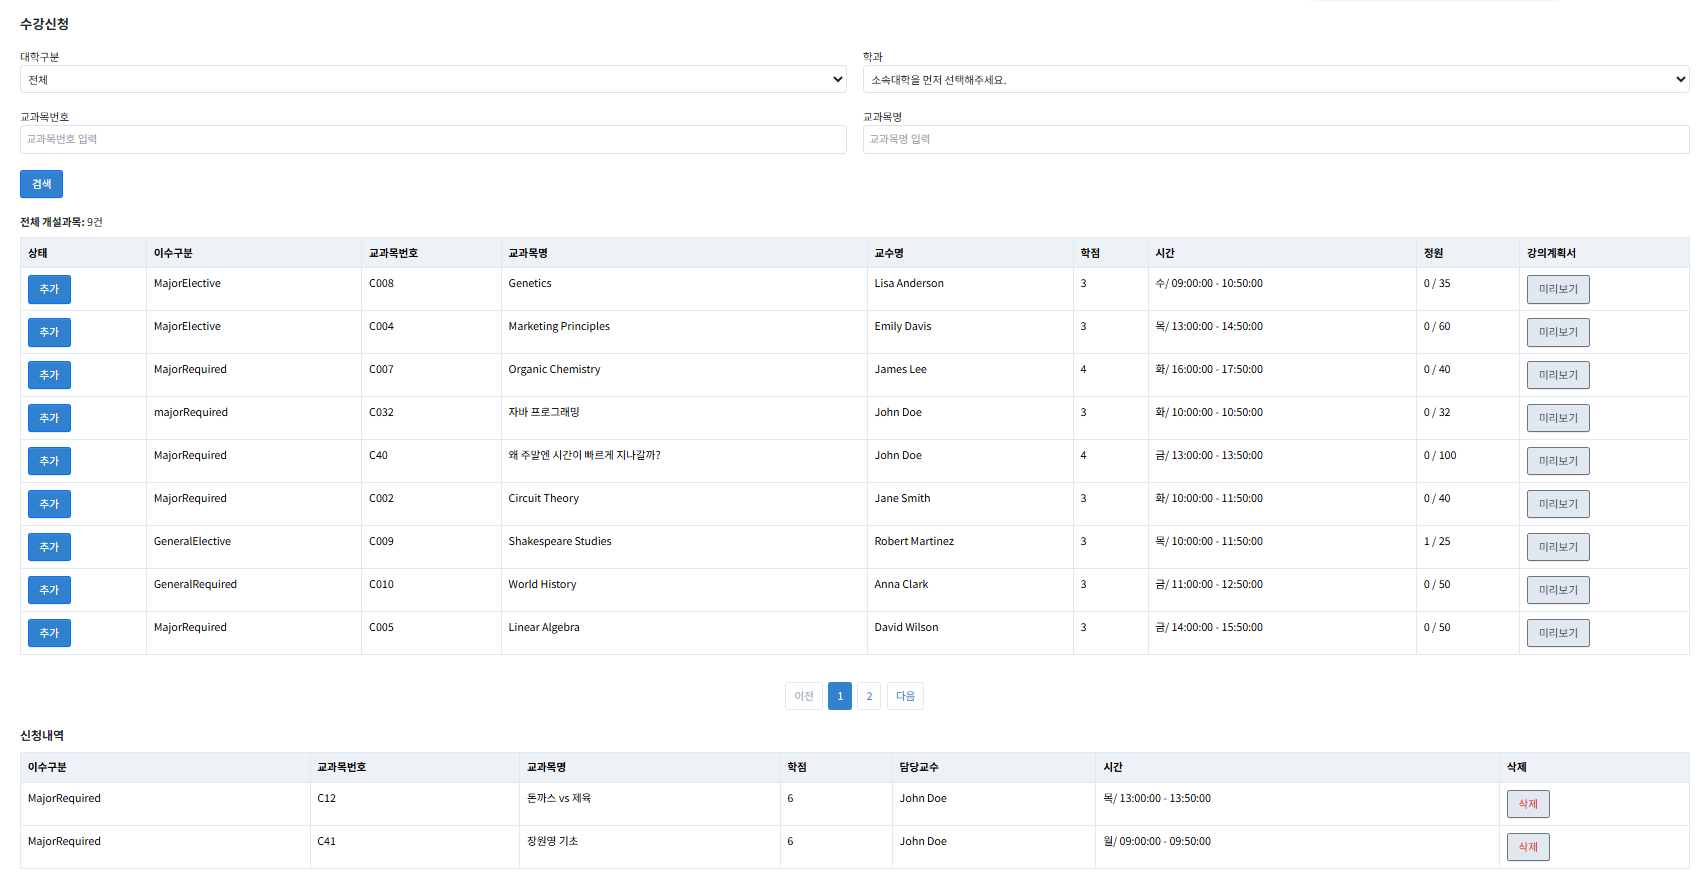 수강신청
대학구분 학과
전체 소속대학을 먼저 선택해주세요.
교과목번호 교과목명
교과목번호 입력 교과목명 입력
검색
전체 개설과목: 9건
상태 이수구분 교과목번호 교과목명 교수명 학점 시간 정원 강의계획서
추가 MajorElective C008 Genetics Lisa Anderson 3 수/ 09:00:00 - 10:50:00 0 / 35 미리보기
추가 MajorElective C004 Marketing Principles Emily Davis 3 목/ 13:00:00 - 14:50:00 0 / 60 미리보기
추가 MajorRequired C007 Organic Chemistry James Lee 4 화/ 16:00:00 - 17:50:00 0 / 40 미리보기
추가 majorRequired C032 자바 프로그래밍 John Doe 3 화/ 10:00:00 - 10:50:00 0 / 32 미리보기
추가 MajorRequired C40 왜 주말엔 시간이 빠르게 지나갈까? John Doe 4 금/ 13:00:00 - 13:50:00 0 / 100 미리보기
추가 MajorRequired C002 Circuit Theory Jane Smith 3 화/ 10:00:00 - 11:50:00 0 / 40 미리보기
추가 GeneralElective C009 Shakespeare Studies Robert Martinez 3 목/ 10:00:00 - 11:50:00 1 / 25 미리보기
추가 GeneralRequired C010 World History Anna Clark 3 금/ 11:00:00 - 12:50:00 0 / 50 미리보기
추가 MajorRequired C005 Linear Algebra David Wilson 3 금/ 14:00:00 - 15:50:00 0 / 50 미리보기
이전 1 2 다음
신청내역
이수구분 교과목번호 교과목명 학점 담당교수 시간 삭제
MajorRequired C12 돈까스 vs 제육 6 John Doe 목/ 13:00:00 - 13:50:00 삭제
MajorRequired C41 장원영 기초 6 John Doe 월/ 09:00:00 - 09:50:00 삭제